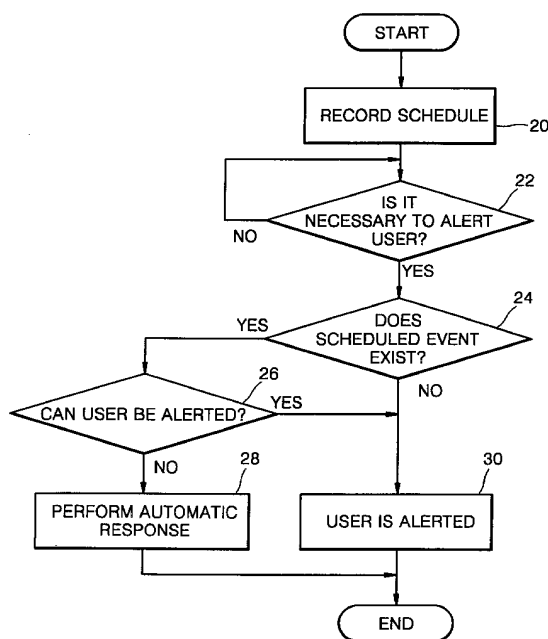 START
RECORD SCHEDULE
20
22
IS IT
NECESSARY TO ALERT
USER?
NO
YES
24
YES
DOES
SCHEDULED EVENT
EXIST?
26
NO
CAN USER BE ALERTED?
YES
NO
28
30
PERFORM AUTOMATIC
RESPONSE
USER IS ALERTED
END